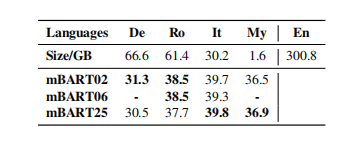 Languages De Ro It My En
Size/GB 66.6 61.4 30.2 1.6 300.8
mBART02 31.3 38.5 39.7 36.5
mBART06 - 38.5 39.3 -
mBART25 30.5 37.7 39.8 36.9